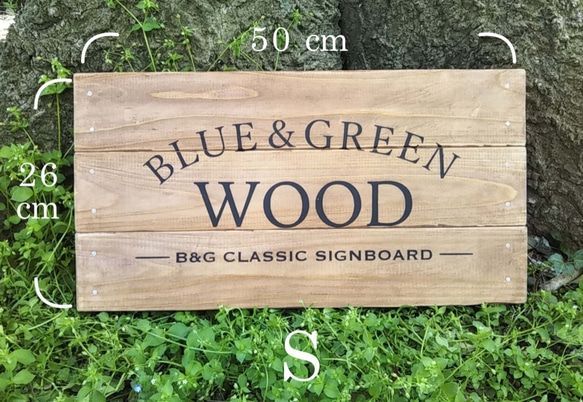 50 cm
26
cm
BLUE & GREEN
WOOD
B&G CLASSIC SIGNBOARD
S